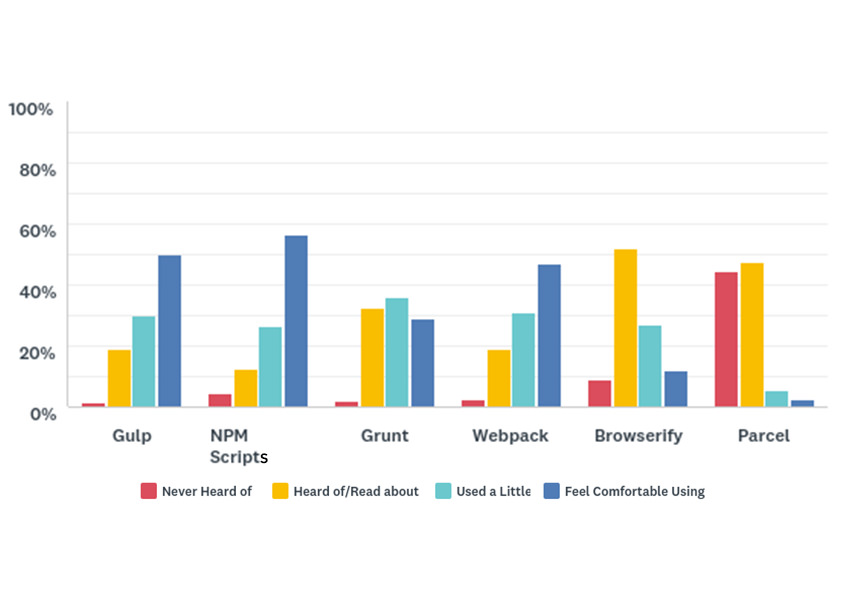 100%
80%
60%
40%
20%
0%
Gulp
NPM
Scripts
Grunt
Webpack
Browserify
Parcel
Never Heard of
Heard of/Read about
Used a Little
Feel Comfortable Using